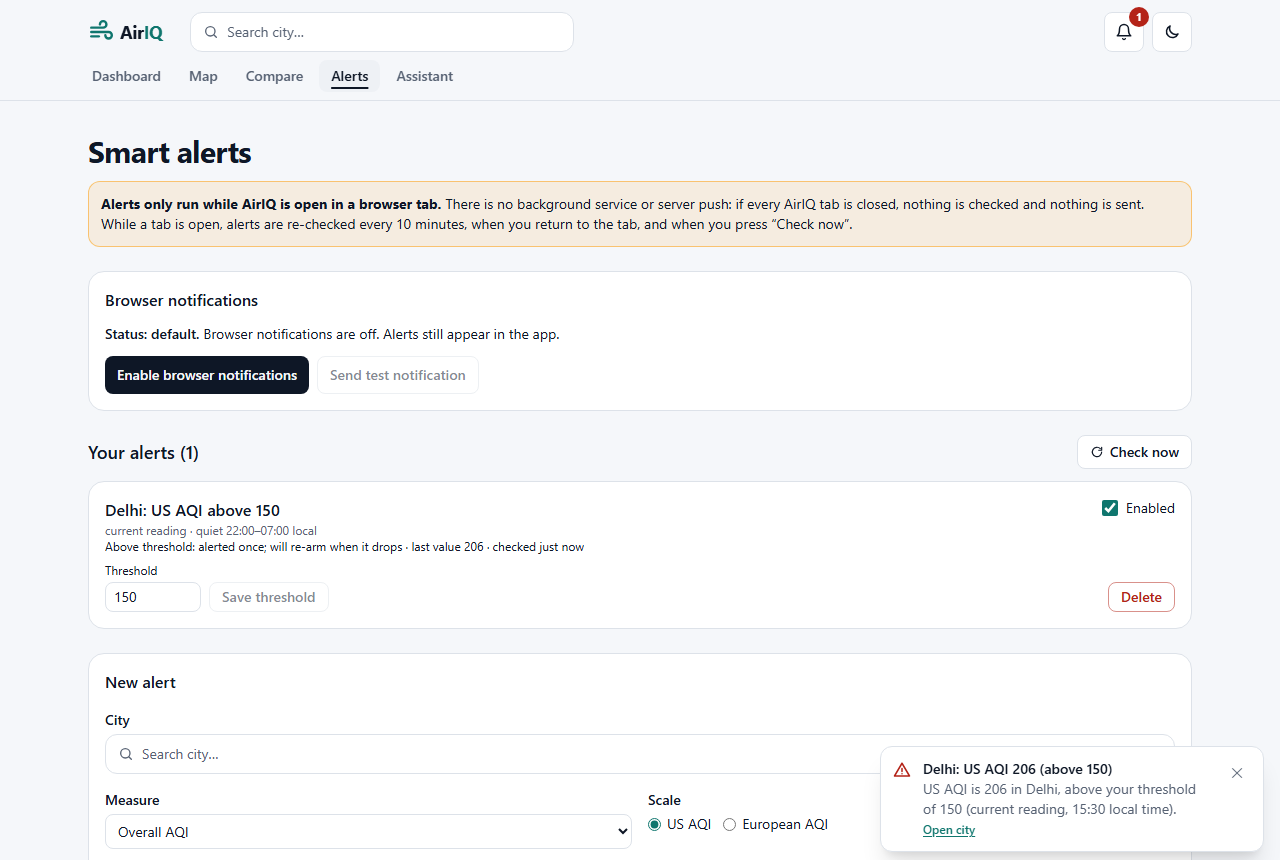 AirIQ
Search city...
1
Dashboard
Map
Compare
Alerts
Assistant
Smart alerts
Alerts only run while AirIQ is open in a browser tab. There is no background service or server push: if every AirIQ tab is closed, nothing is checked and nothing is sent.
While a tab is open, alerts are re-checked every 10 minutes, when you return to the tab, and when you press “Check now”.
Browser notifications
Status: default. Browser notifications are off. Alerts still appear in the app.
Enable browser notifications
Send test notification
Your alerts (1)
Check now
Delhi: US AQI above 150
Enabled
current reading · quiet 22:00–07:00 local
Above threshold: alerted once; will re-arm when it drops · last value 206 · checked just now
Threshold
150
Save threshold
Delete
New alert
City
Search city...
Measure
Overall AQI
Scale
US AQI
European AQI
Delhi: US AQI 206 (above 150)
US AQI is 206 in Delhi, above your threshold
of 150 (current reading, 15:30 local time).
Open city